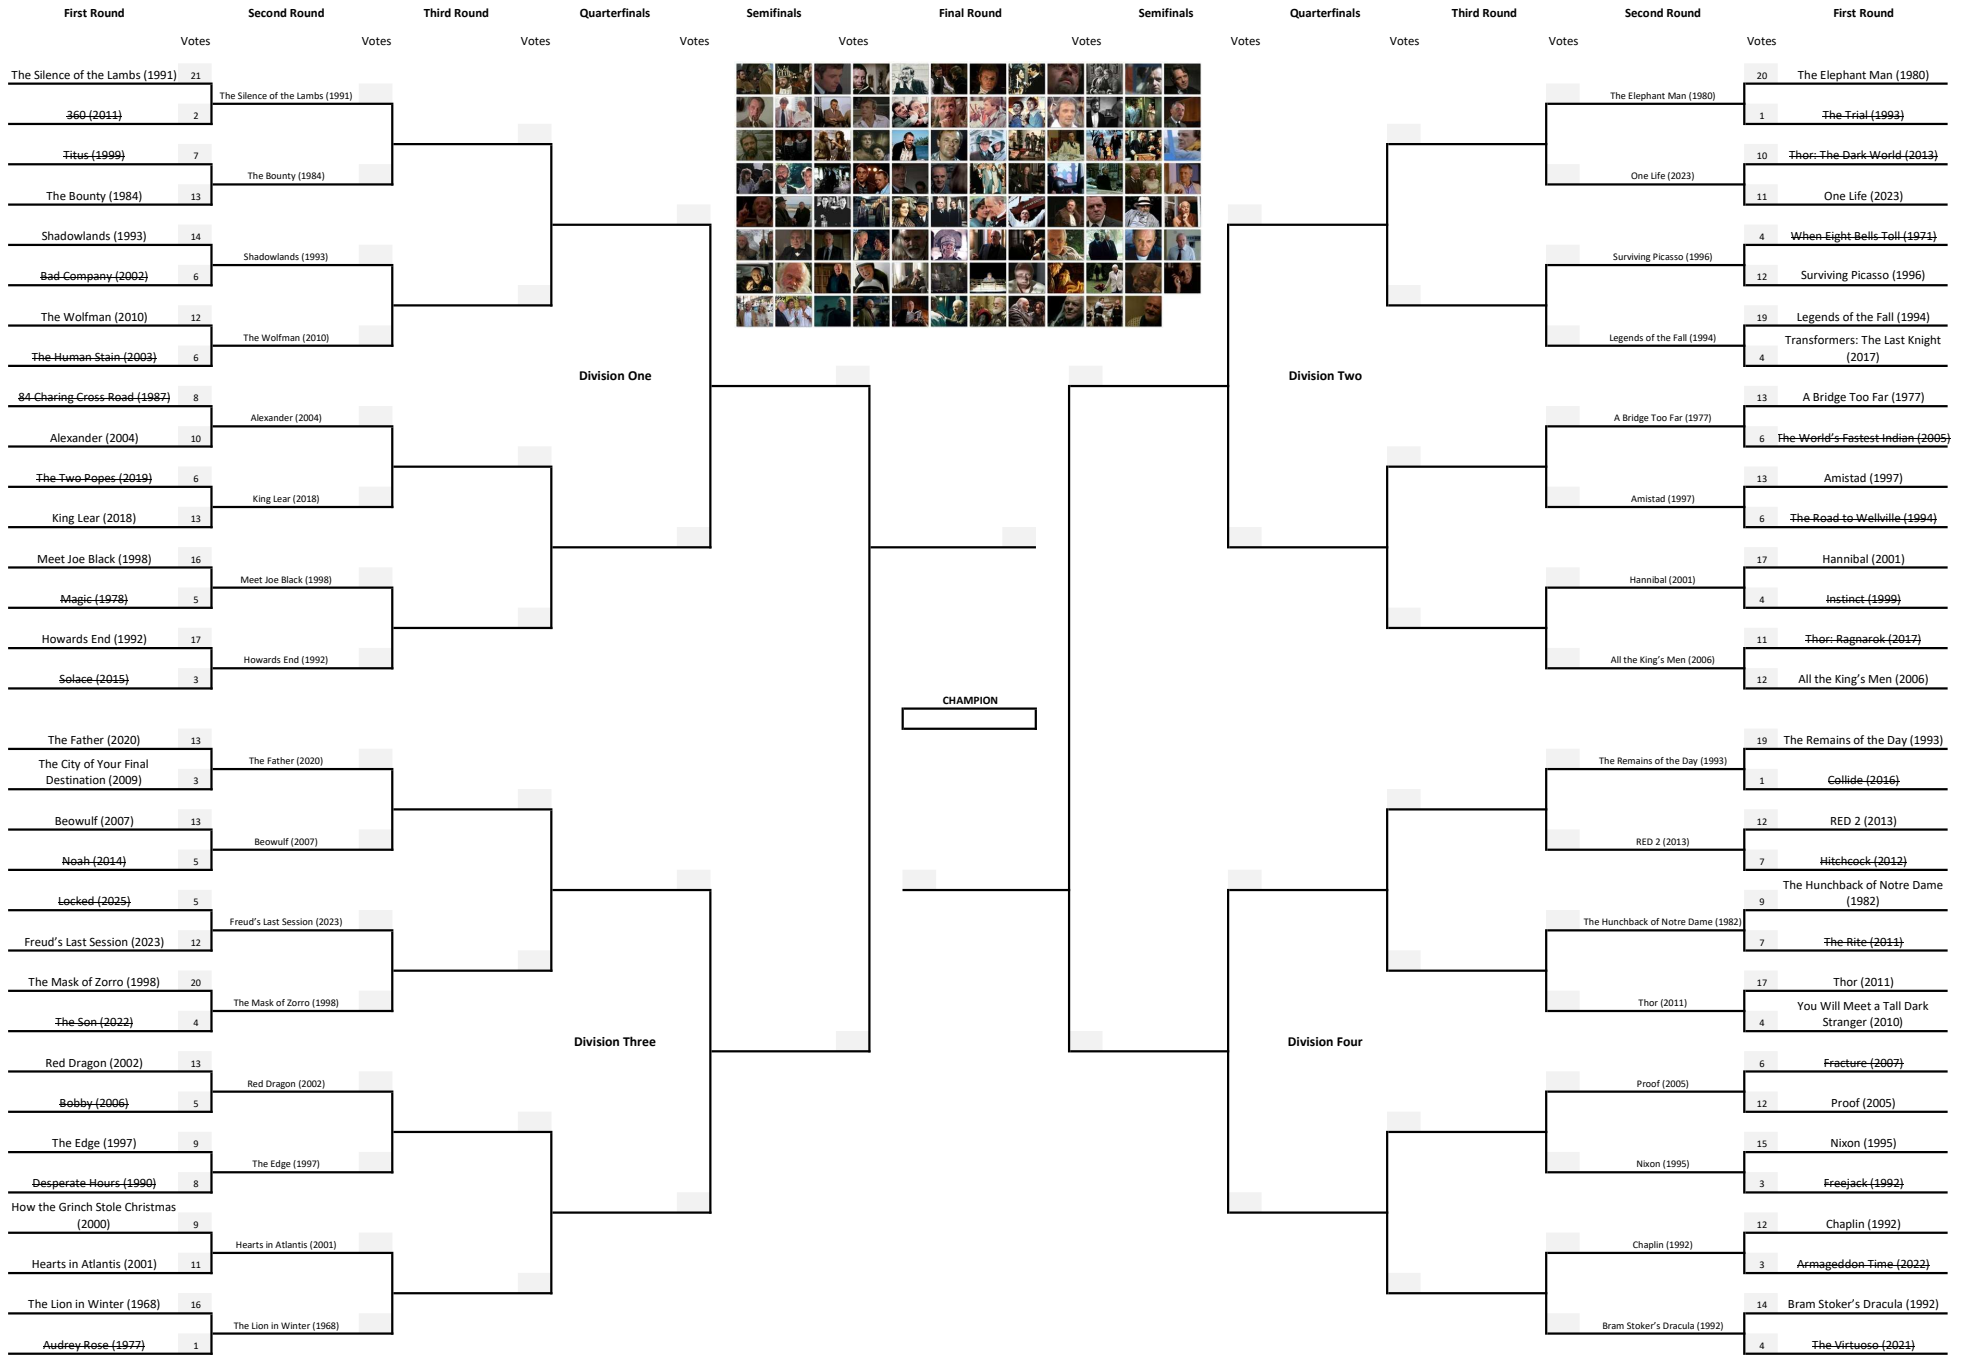 First Round
Second Round
Third Round
Quarterfinals
Semifinals
Final Round
Semifinals
Quarterfinals
Third Round
Second Round
First Round
Votes
Votes
Votes
Votes
Votes
Votes
Votes
Votes
Votes
Votes
The Silence of the Lambs (1991) 21
The Silence of the Lambs (1991)
360 (2011) 2
Titus (1999) 7
The Bounty (1984)
The Bounty (1984) 13
Shadowlands (1993) 14
Shadowlands (1993)
Bad Company (2002) 6
The Wolfman (2010) 12
The Wolfman (2010)
The Human Stain (2003) 6
Division One
84 Charing Cross Road (1987) 8
Alexander (2004)
Alexander (2004) 10
The Two Popes (2019) 6
King Lear (2018)
King Lear (2018) 13
Meet Joe Black (1998) 16
Meet Joe Black (1998)
Magic (1978) 5
Howards End (1992) 17
Howards End (1992)
Solace (2015) 3
20 The Elephant Man (1980)
The Elephant Man (1980)
1 The Trial (1993)
10 Thor: The Dark World (2013)
One Life (2023)
11 One Life (2023)
4 When Eight Bells Toll (1971)
Surviving Picasso (1996)
12 Surviving Picasso (1996)
19 Legends of the Fall (1994)
Legends of the Fall (1994)
Transformers: The Last Knight
4 (2017)
Division Two
13 A Bridge Too Far (1977)
A Bridge Too Far (1977)
6 The World's Fastest Indian (2005)
13 Amistad (1997)
Amistad (1997)
6 The Road to Wellville (1994)
17 Hannibal (2001)
Hannibal (2001)
4 Instinct (1999)
11 Thor: Ragnarok (2017)
All the King's Men (2006)
12 All the King's Men (2006)
CHAMPION
The Father (2020) 13
The Father (2020)
The City of Your Final
Destination (2009) 3
Beowulf (2007) 13
Beowulf (2007)
Noah (2014) 5
Locked (2025) 5
Freud's Last Session (2023)
Freud's Last Session (2023) 12
The Mask of Zorro (1998) 20
The Mask of Zorro (1998)
The Son (2022) 4
Division Three
Red Dragon (2002) 13
Red Dragon (2002)
Bobby (2006) 5
The Edge (1997) 9
The Edge (1997)
Desperate Hours (1990) 8
How the Grinch Stole Christmas
(2000) 9
Hearts in Atlantis (2001)
Hearts in Atlantis (2001) 11
The Lion in Winter (1968) 16
The Lion in Winter (1968)
Audrey Rose (1977) 1
19 The Remains of the Day (1993)
The Remains of the Day (1993)
1 Collide (2016)
12 RED 2 (2013)
RED 2 (2013)
7 Hitchcock (2012)
The Hunchback of Notre Dame
9 (1982)
The Hunchback of Notre Dame (1982)
7 The Rite (2011)
17 Thor (2011)
Thor (2011)
You Will Meet a Tall Dark
4 Stranger (2010)
Division Four
6 Fracture (2007)
Proof (2005)
12 Proof (2005)
15 Nixon (1995)
Nixon (1995)
3 Freejack (1992)
12 Chaplin (1992)
Chaplin (1992)
3 Armageddon Time (2022)
14 Bram Stoker's Dracula (1992)
Bram Stoker's Dracula (1992)
4 The Virtuoso (2021)